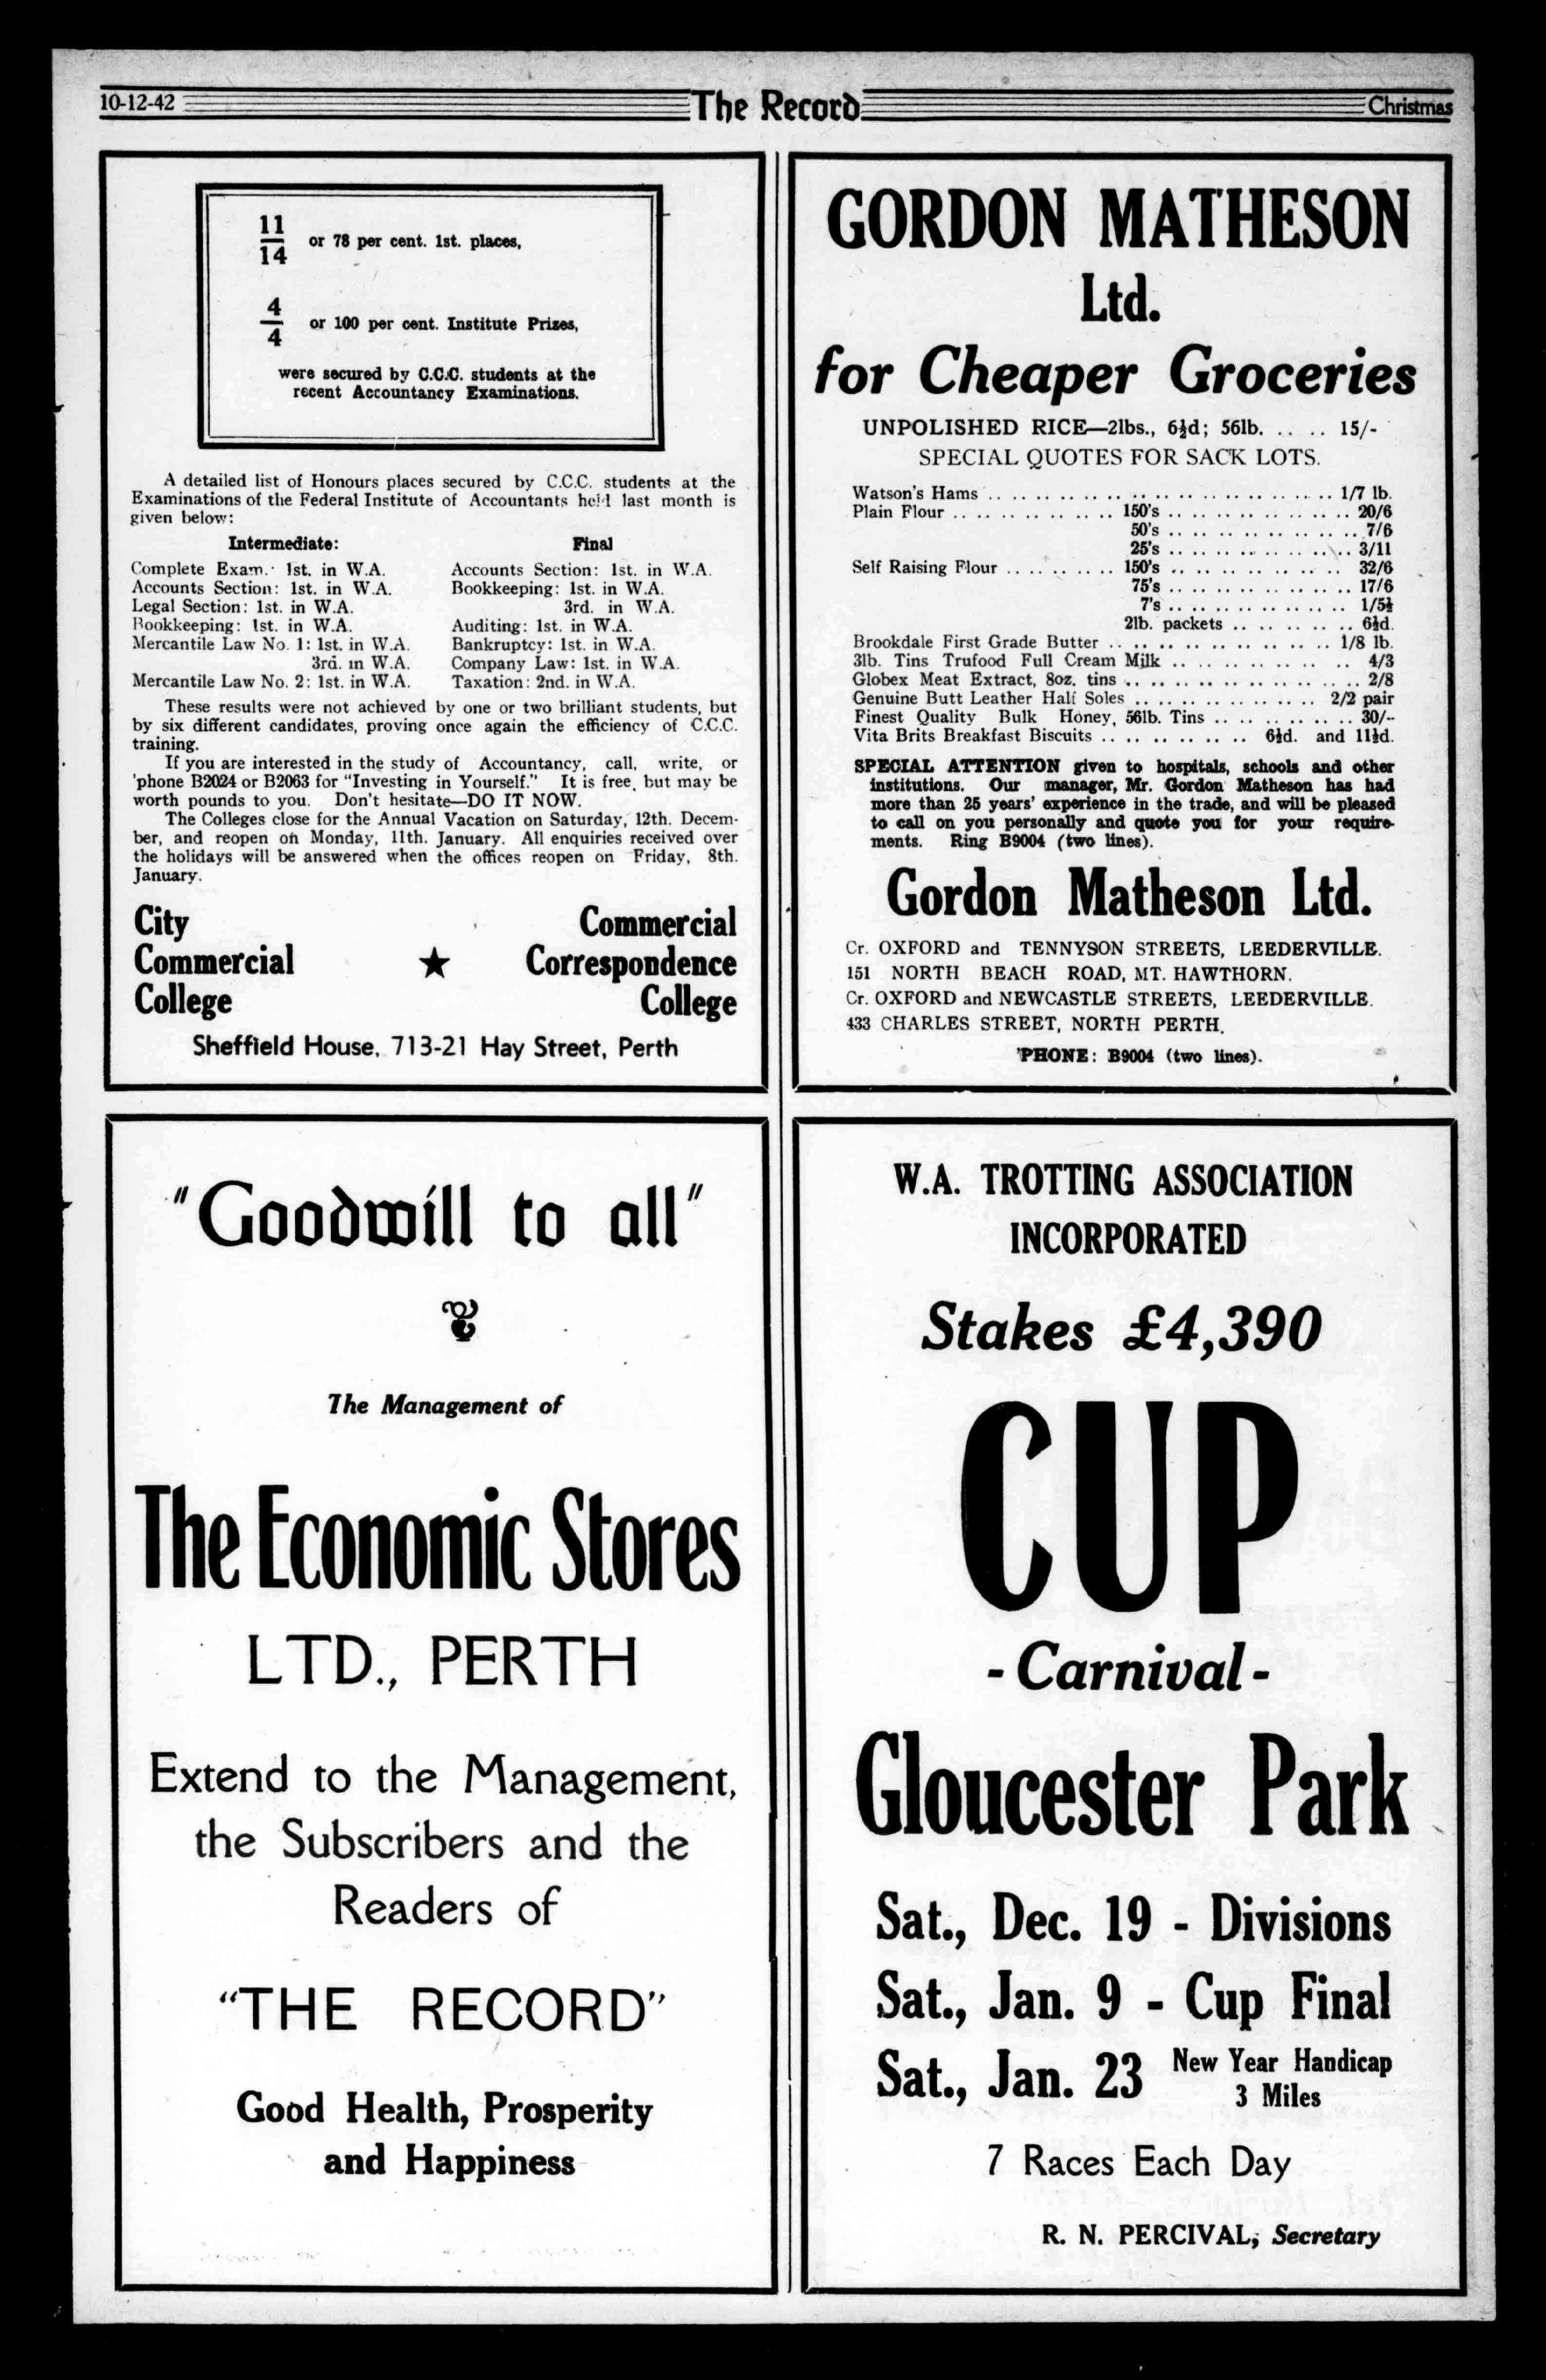 10-12-42
The Record
Christmas
11
14
or 78 per cent. 1st. places,
4
4
or 100 per cent. Institute Prizes,
were secured by C.C.C. students at the
recent Accountancy Examinations.
A detailed list of Honours places secured by C.C.C. students at the
Examinations of the Federal Institute of Accountants held last month is
given below:
Intermediate:
Complete Exam. 1st. in W.A.
Accounts Section: 1st. in W.A.
Legal Section: 1st. in W.A.
Bookkeeping: 1st. in W.A.
Mercantile Law No. 1: 1st. in W.A.
3rd. in W.A.
Mercantile Law No. 2: 1st. in W.A.
Final
Accounts Section: 1st. in W.A.
Bookkeeping: 1st. in W.A.
3rd. in W.A.
Auditing: 1st. in W.A.
Bankruptcy: 1st. in W.A.
Company Law: 1st. in W.A.
Taxation: 2nd. in W.A.
These results were not achieved by one or two brilliant students, but
by six different candidates, proving once again the efficiency of C.C.C.
training.
If you are interested in the study of Accountancy, call, write, or
'phone B2024 or B2063 for "Investing in Yourself." It is free, but may be
worth pounds to you. Don't hesitate—DO IT NOW.
The Colleges close for the Annual Vacation on Saturday, 12th. Decem-
ber, and reopen on Monday, 11th. January. All enquiries received over
the holidays will be answered when the offices reopen on Friday, 8th.
January.
City
Commercial
College
★
Commercial
Correspondence
College
Sheffield House, 713-21 Hay Street, Perth
GORDON MATHESON
Ltd.
for Cheaper Groceries
UNPOLISHED RICE—2lbs., 6½d; 56lb. .. .. .. 15/-
SPECIAL QUOTES FOR SACK LOTS.
Watson's Hams .. .. .. .. .. .. .. .. .. .. .. .. .. .. 1/7 lb.
Plain Flour .. .. .. .. .. .. .. 150's .. .. .. .. .. .. .. .. 20/6
50's .. .. .. .. .. .. .. .. 7/6
25's .. .. .. .. .. .. .. .. 3/11
Self Raising Flour .. .. .. .. .. 150's .. .. .. .. .. .. .. .. 32/6
75's .. .. .. .. .. .. .. .. 17/6
7's .. .. .. .. .. .. .. .. 1/5½
2lb. packets .. .. .. .. .. 6½d.
Brookdale First Grade Butter .. .. .. .. .. .. .. .. .. .. 1/8 lb.
3lb. Tins Trufood Full Cream Milk .. .. .. .. .. .. .. .. 4/3
Globex Meat Extract, 8oz. tins .. .. .. .. .. .. .. .. .. .. 2/8
Genuine Butt Leather Half Soles .. .. .. .. .. .. .. .. 2/2 pair
Finest Quality Bulk Honey, 56lb. Tins .. .. .. .. .. .. 30/-
Vita Brits Breakfast Biscuits .. .. .. .. .. .. .. 6½d. and 11½d.
SPECIAL ATTENTION given to hospitals, schools and other
institutions. Our manager, Mr. Gordon Matheson has had
more than 25 years' experience in the trade, and will be pleased
to call on you personally and quote you for your require-
ments. Ring B9004 (two lines).
Gordon Matheson Ltd.
Cr. OXFORD and TENNYSON STREETS, LEEDERVILLE.
151 NORTH BEACH ROAD, MT. HAWTHORN.
Cr. OXFORD and NEWCASTLE STREETS, LEEDERVILLE.
433 CHARLES STREET, NORTH PERTH.
'PHONE: B9004 (two lines).
"Goodwill to all"
The Management of
The Economic Stores
LTD., PERTH
Extend to the Management,
the Subscribers and the
Readers of
"THE RECORD"
Good Health, Prosperity
and Happiness
W.A. TROTTING ASSOCIATION
INCORPORATED
Stakes £4,390
CUP
- Carnival -
Gloucester Park
Sat., Dec. 19 - Divisions
Sat., Jan. 9 - Cup Final
Sat., Jan. 23 New Year Handicap
3 Miles
7 Races Each Day
R. N. PERCIVAL, Secretary